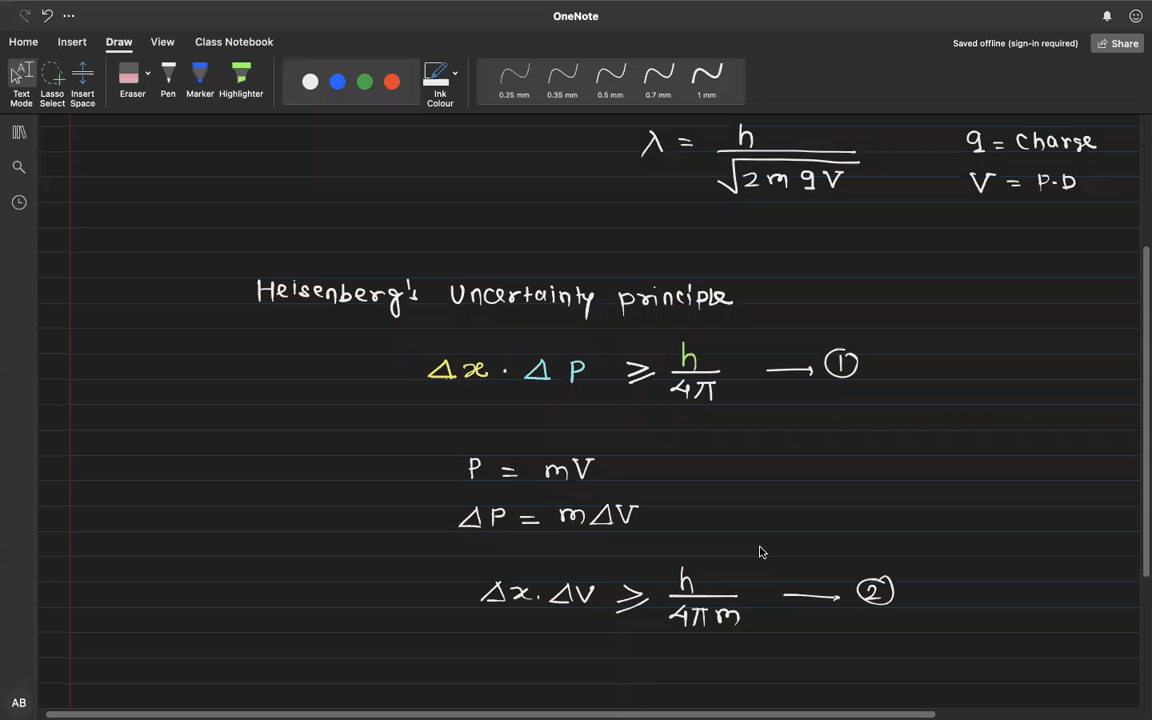 OneNote
Home Insert Draw View Class Notebook
Saved offline (sign-in required) Share
Text Mode Lasso Select Insert Space Eraser Pen Marker Highlighter Ink Colour 0.25 mm 0.35 mm 0.5 mm 0.7 mm 1 mm
λ = h / √2 m q V q = Charge
V = P.D
Heisenberg's Uncertainty principle
Δx . ΔP ≥ h / 4π → ①
P = mV
ΔP = mΔV
Δx . ΔV ≥ h / 4πm → ②
AB